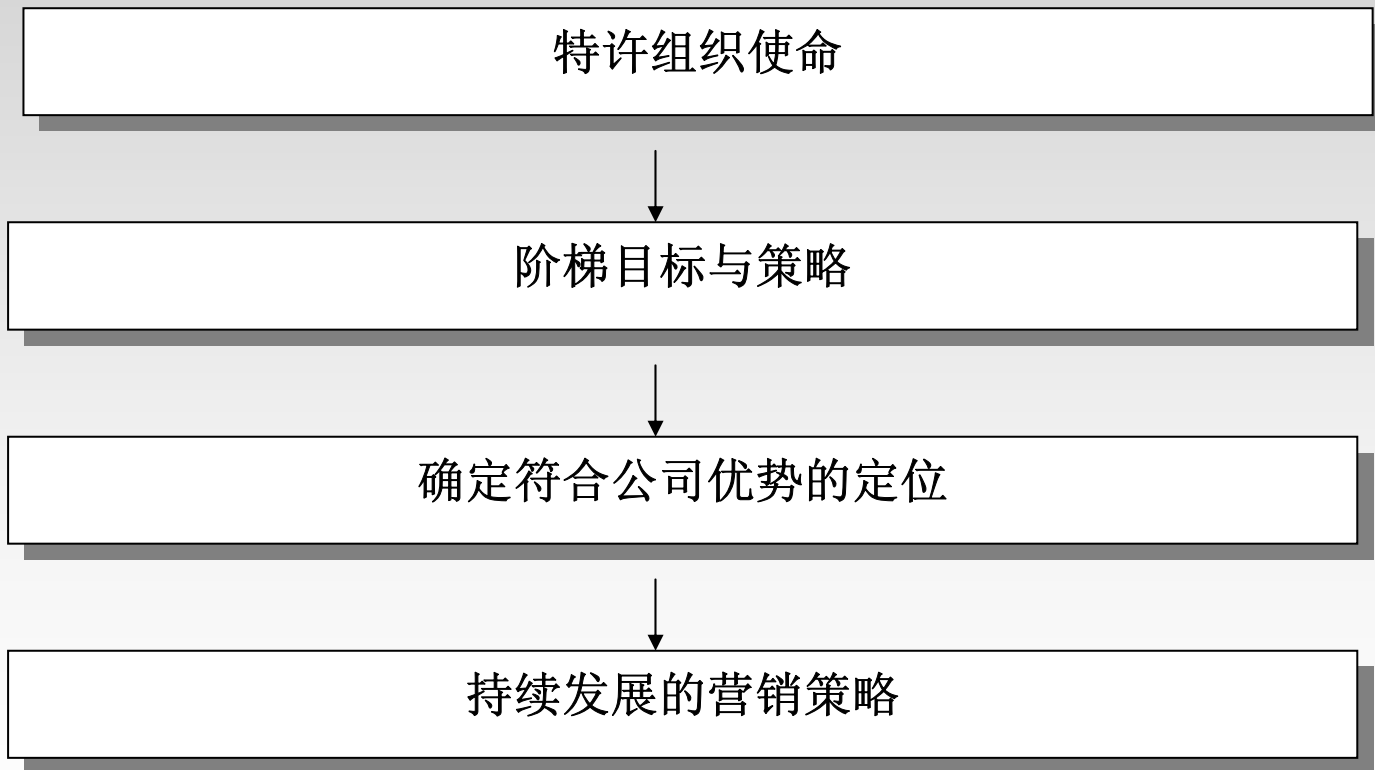 特许组织使命
阶梯目标与策略
确定符合公司优势的定位
持续发展的营销策略